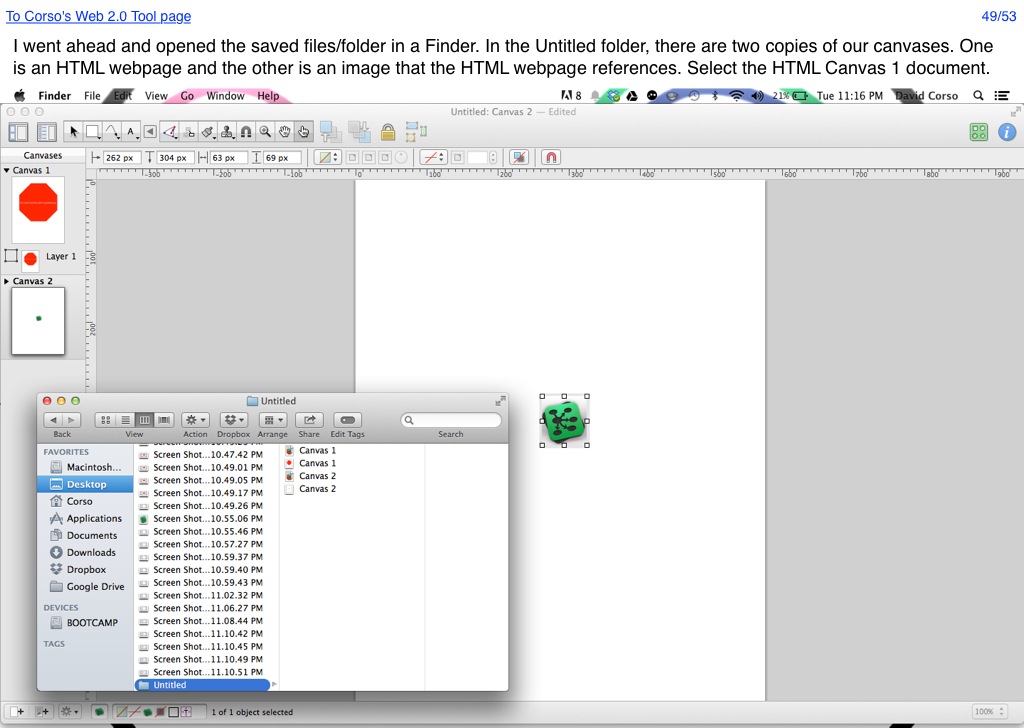 To Corso's Web 2.0 Tool page
49/53
I went ahead and opened the saved files/folder in a Finder. In the Untitled folder, there are two copies of our canvases. One
is an HTML webpage and the other is an image that the HTML webpage references. Select the HTML Canvas 1 document.
Finder File Edit View Go Window Help
8 21% Tue 11:16 PM David Corso
Untitled: Canvas 2 — Edited
Canvases
262 px 304 px 63 px 69 px
-300 -200 -100 0 100 200 300 400 500 600 700 800 900
Canvas 1
Layer 1
Canvas 2
0
100
200
Untitled
Back View Action Dropbox Arrange Share Edit Tags Search
FAVORITES
Macintosh...
Desktop
Corso
Applications
Documents
Downloads
Dropbox
Google Drive
DEVICES
BOOTCAMP
TAGS
Screen Shot...10.47.42 PM
Screen Shot...10.49.01 PM
Screen Shot...10.49.05 PM
Screen Shot...10.49.17 PM
Screen Shot...10.49.26 PM
Screen Shot...10.55.06 PM
Screen Shot...10.55.46 PM
Screen Shot...10.57.27 PM
Screen Shot...10.59.37 PM
Screen Shot...10.59.40 PM
Screen Shot...10.59.43 PM
Screen Shot...11.02.32 PM
Screen Shot...11.06.27 PM
Screen Shot...11.08.44 PM
Screen Shot...11.10.42 PM
Screen Shot...11.10.45 PM
Screen Shot...11.10.49 PM
Screen Shot...11.10.51 PM
Untitled
Canvas 1
Canvas 1
Canvas 2
Canvas 2
1 of 1 object selected
100%